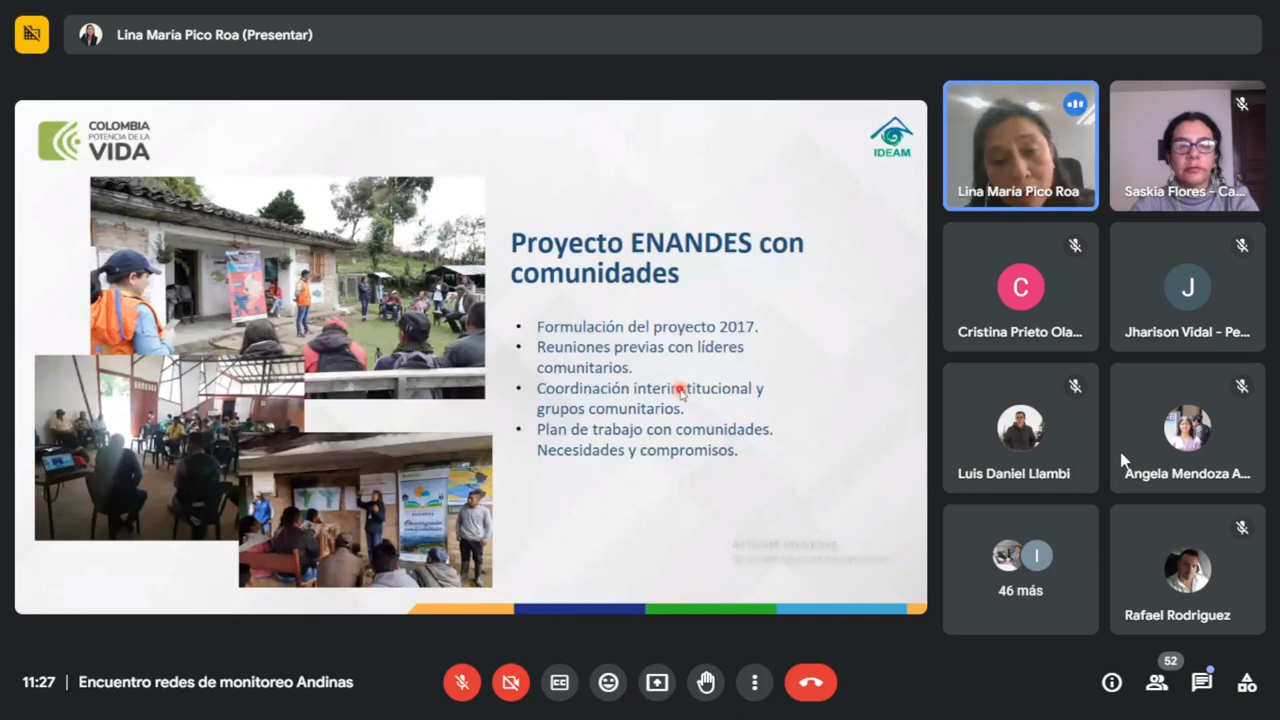 Lina María Pico Roa (Presentar)
COLOMBIA
POTENCIA DE LA
VIDA
IDEAM
Proyecto ENANDES con
comunidades
• Formulación del proyecto 2017.
• Reuniones previas con líderes
comunitarios.
• Coordinación interinstitucional y
grupos comunitarios.
• Plan de trabajo con comunidades.
Necesidades y compromisos.
ENANDES
Lina María Pico Roa
Saskia Flores - Ca...
C
Cristina Prieto Ola...
J
Jharison Vidal - Pe...
Luis Daniel Llambi
Angela Mendoza A...
I
46 más
Rafael Rodriguez
11:27 | Encuentro redes de monitoreo Andinas
52